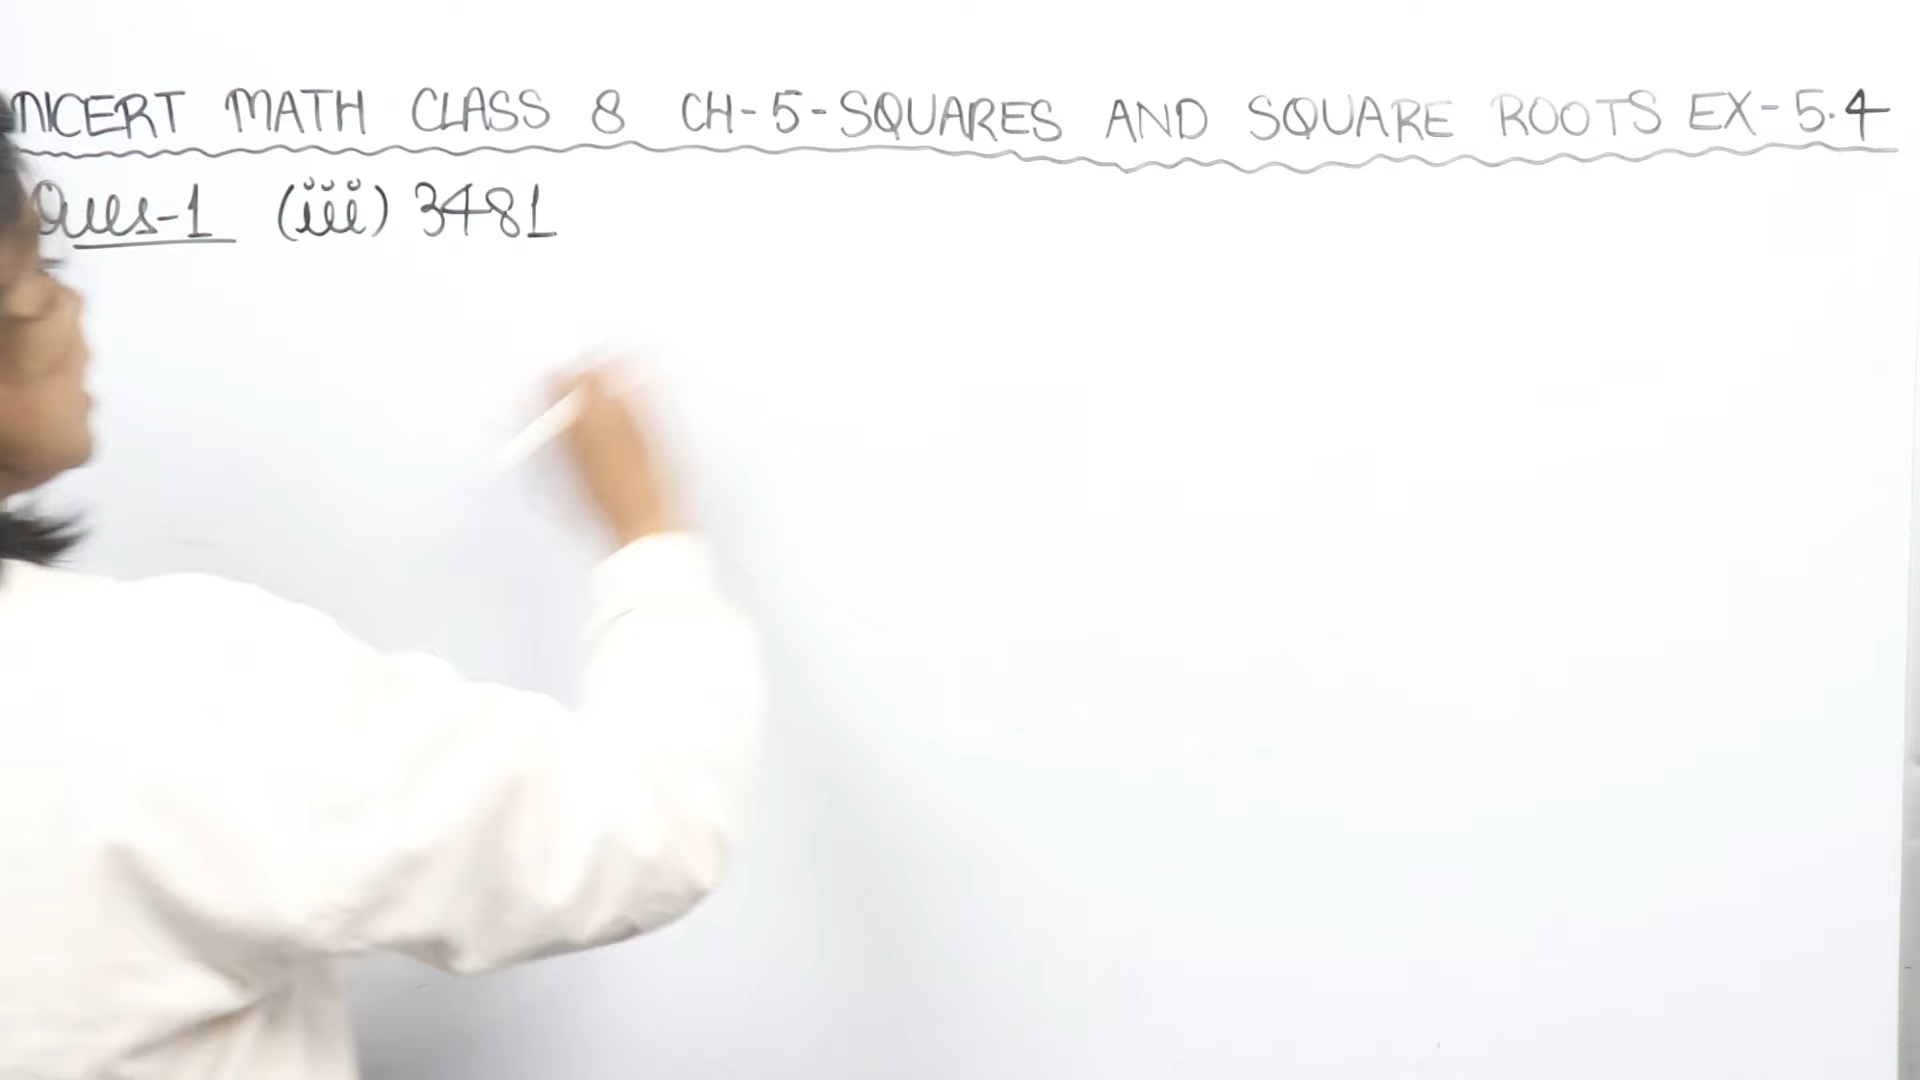 NCERT MATH CLASS 8 CH-5-SQUARES AND SQUARE ROOTS EX-5.4
Ques-1 (iii) 3481